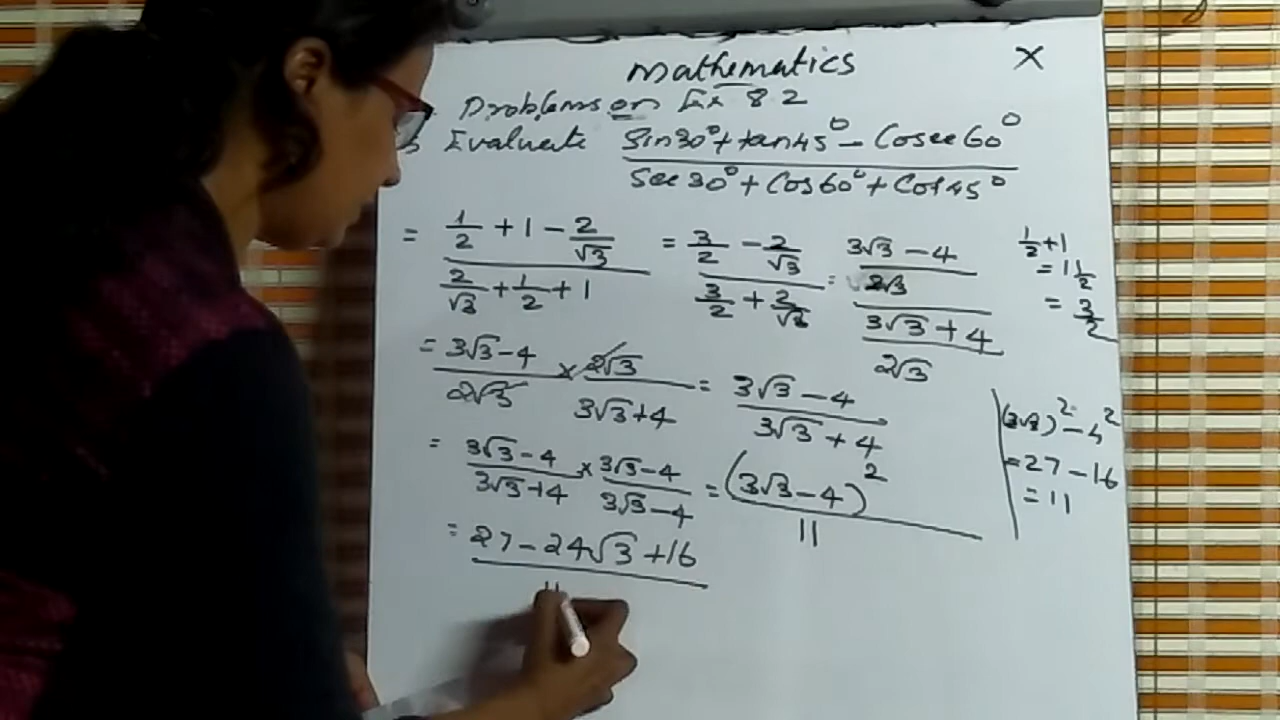 Mathematics X
Problems on Ex 8.2
Evaluate (sin30° + tan45° - Cosec60°) / (sec30° + Cos60° + Cot45°)
= (1/2 + 1 - 2/√3) / (2/√3 + 1/2 + 1) = (3/2 - 2/√3) / (3/2 + 2/√3) = ((3√3 - 4) / 2√3) / ((3√3 + 4) / 2√3)
1/2 + 1
= 1 1/2
= 3/2
= (3√3 - 4) / 2√3 × 2√3 / (3√3 + 4) = (3√3 - 4) / (3√3 + 4)
= (3√3 - 4) / (3√3 + 4) × (3√3 - 4) / (3√3 - 4) = (3√3 - 4)² / 11
(3√3)² - 4²
= 27 - 16
= 11
= 27 - 24√3 + 16 / 11